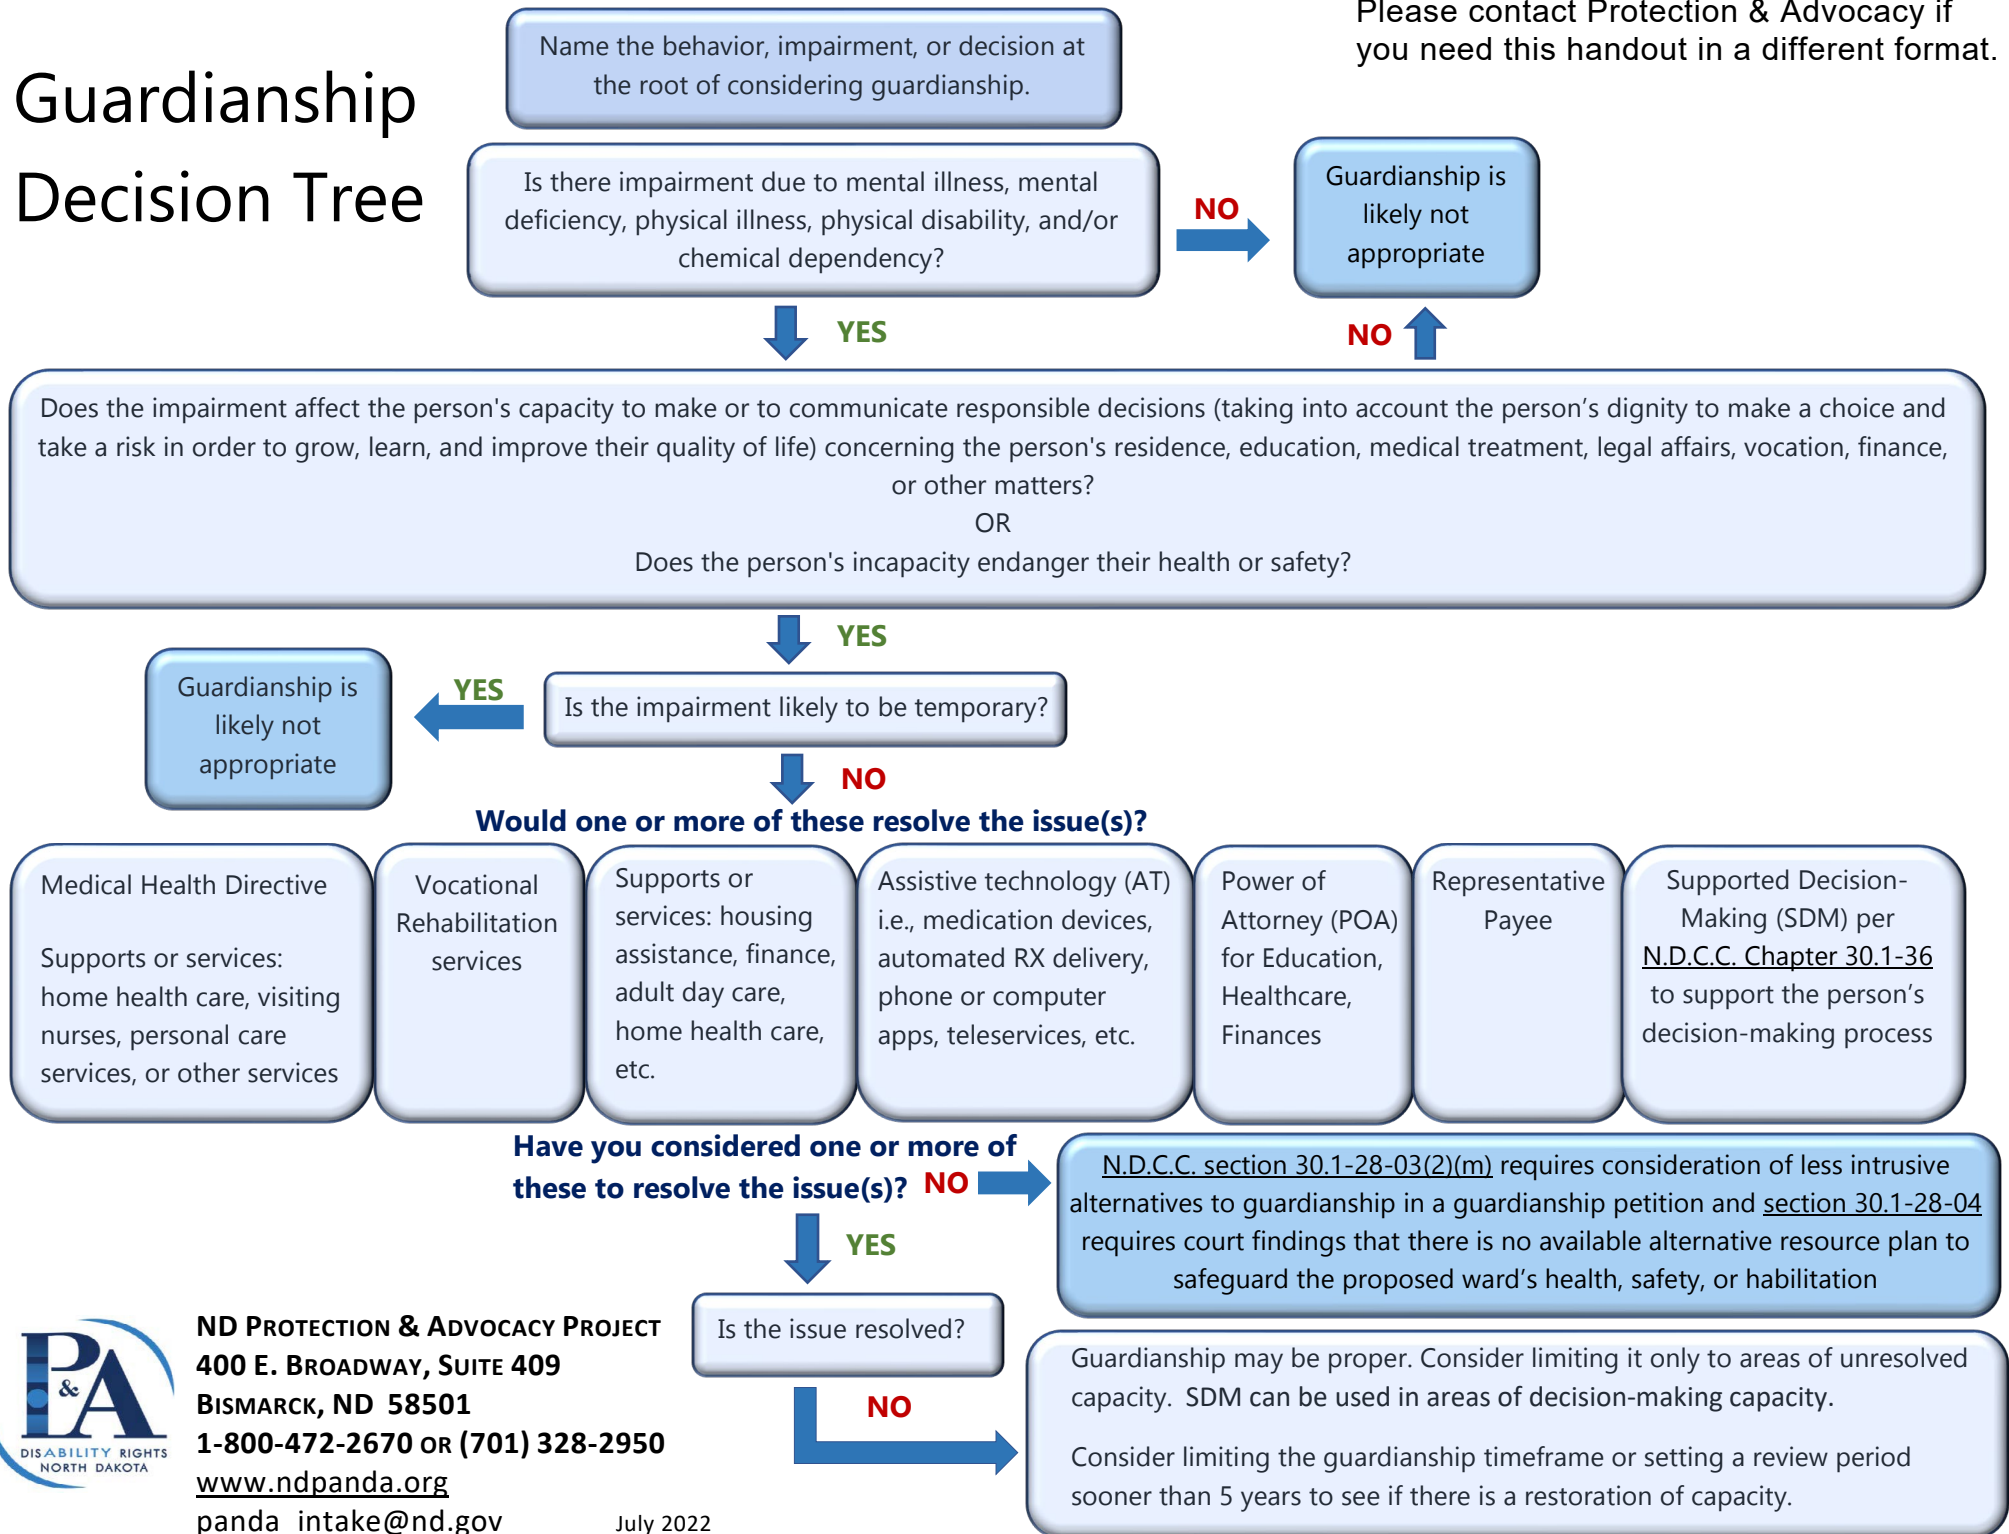 Please contact Protection & Advocacy if
you need this handout in a different format.
Guardianship
Decision Tree
Name the behavior, impairment, or decision at
the root of considering guardianship.
Is there impairment due to mental illness, mental
deficiency, physical illness, physical disability, and/or
chemical dependency?
NO
Guardianship is
likely not
appropriate
YES
NO
Does the impairment affect the person's capacity to make or to communicate responsible decisions (taking into account the person’s dignity to make a choice and
take a risk in order to grow, learn, and improve their quality of life) concerning the person's residence, education, medical treatment, legal affairs, vocation, finance,
or other matters?
OR
Does the person's incapacity endanger their health or safety?
YES
Guardianship is
likely not
appropriate
YES
Is the impairment likely to be temporary?
NO
Would one or more of these resolve the issue(s)?
Medical Health Directive
Supports or services:
home health care, visiting
nurses, personal care
services, or other services
Vocational
Rehabilitation
services
Supports or
services: housing
assistance, finance,
adult day care,
home health care,
etc.
Assistive technology (AT)
i.e., medication devices,
automated RX delivery,
phone or computer
apps, teleservices, etc.
Power of
Attorney (POA)
for Education,
Healthcare,
Finances
Representative
Payee
Supported Decision-
Making (SDM) per
N.D.C.C. Chapter 30.1-36
to support the person’s
decision-making process
Have you considered one or more of
these to resolve the issue(s)? NO
N.D.C.C. section 30.1-28-03(2)(m) requires consideration of less intrusive
alternatives to guardianship in a guardianship petition and section 30.1-28-04
requires court findings that there is no available alternative resource plan to
safeguard the proposed ward’s health, safety, or habilitation
YES
Is the issue resolved?
NO
Guardianship may be proper. Consider limiting it only to areas of unresolved
capacity. SDM can be used in areas of decision-making capacity.
Consider limiting the guardianship timeframe or setting a review period
sooner than 5 years to see if there is a restoration of capacity.
P&A
DISABILITY RIGHTS
NORTH DAKOTA
ND PROTECTION & ADVOCACY PROJECT
400 E. BROADWAY, SUITE 409
BISMARCK, ND 58501
1-800-472-2670 OR (701) 328-2950
www.ndpanda.org
panda_intake@nd.gov
July 2022